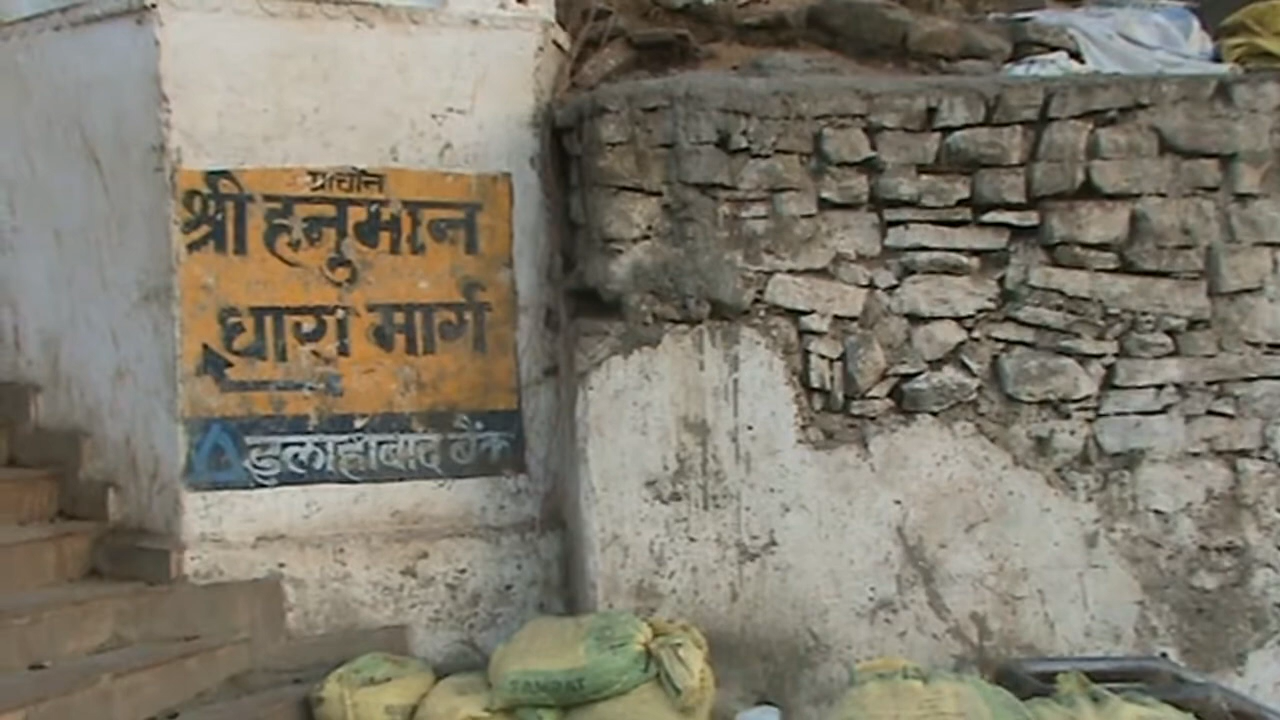 प्राचीन
श्री हनुमान
धारा मार्ग
इलाहाबाद बैंक